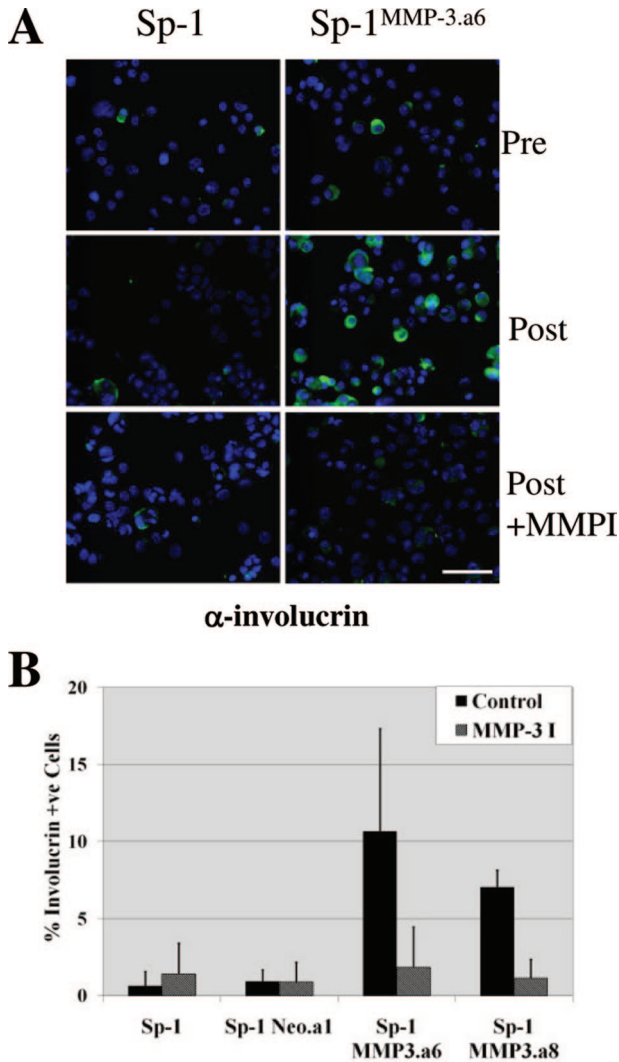 A
Sp-1 Sp-1MMP-3.a6
Pre
Post
Post
+MMPI
α-involucrin
B
% Involucrin +ve Cells
20
15
10
5
0
Control
MMP-3 I
Sp-1 Sp-1 Neo.a1 Sp-1 Sp-1
MMP3.a6 MMP3.a8